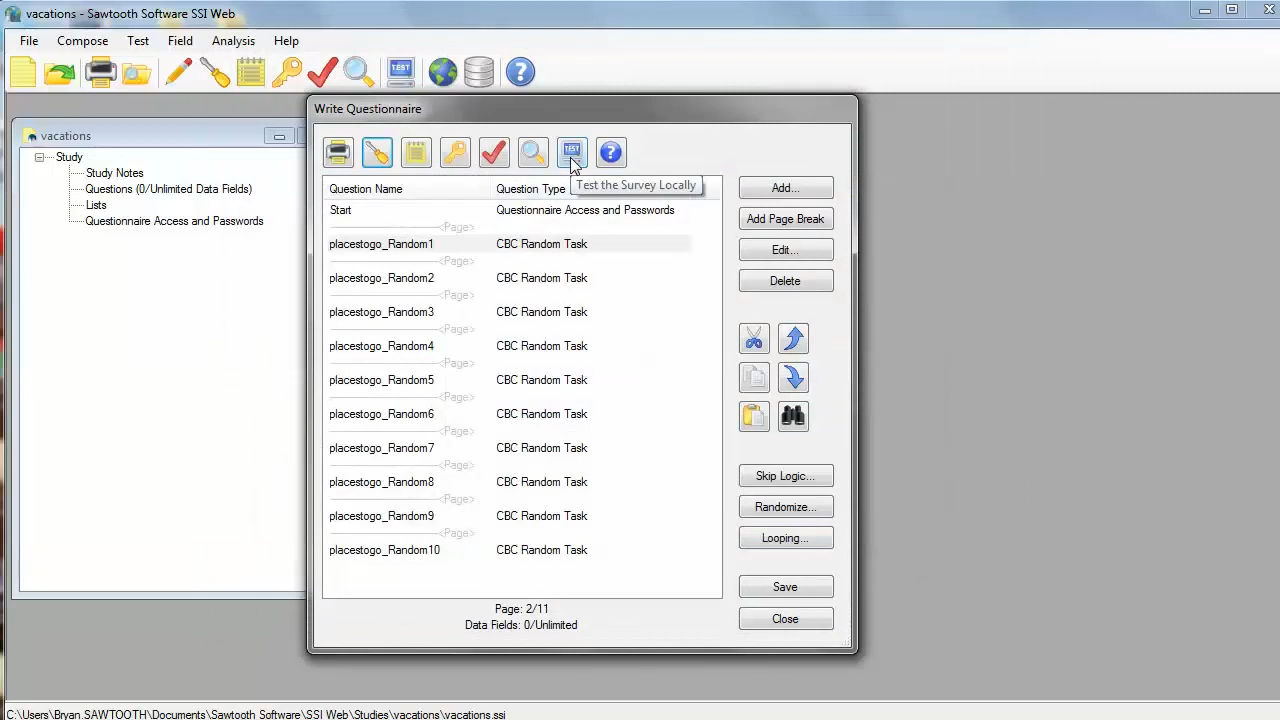 vacations - Sawtooth Software SSI Web
File Compose Test Field Analysis Help
TEST
Write Questionnaire
vacations
Study
Study Notes
Questions (0/Unlimited Data Fields)
Lists
Questionnaire Access and Passwords
TEST
Test the Survey Locally
Question Name Question Type
Start Questionnaire Access and Passwords
<Page>
placestogo_Random1 CBC Random Task
<Page>
placestogo_Random2 CBC Random Task
<Page>
placestogo_Random3 CBC Random Task
<Page>
placestogo_Random4 CBC Random Task
<Page>
placestogo_Random5 CBC Random Task
<Page>
placestogo_Random6 CBC Random Task
<Page>
placestogo_Random7 CBC Random Task
<Page>
placestogo_Random8 CBC Random Task
<Page>
placestogo_Random9 CBC Random Task
<Page>
placestogo_Random10 CBC Random Task
Page: 2/11
Data Fields: 0/Unlimited
Add...
Add Page Break
Edit...
Delete
Skip Logic...
Randomize...
Looping...
Save
Close
C:\Users\Bryan.SAWTOOTH\Documents\Sawtooth Software\SSI Web\Studies\vacations\vacations.ssi